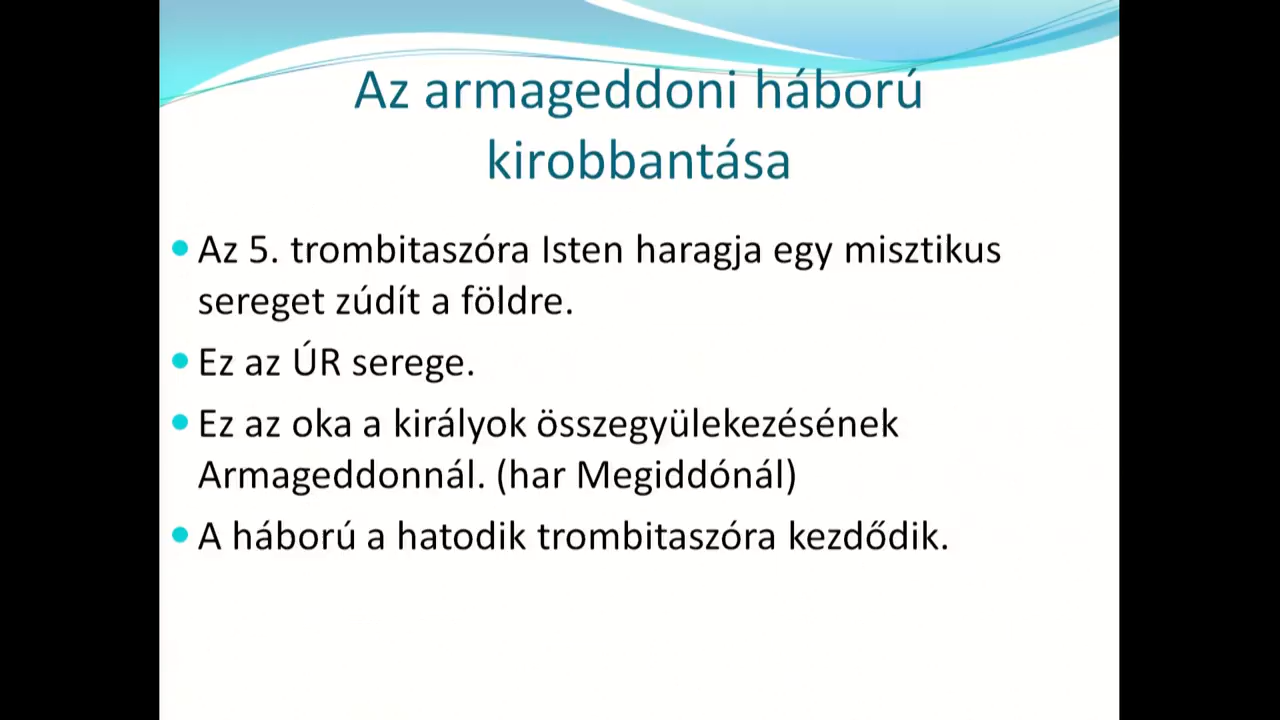 Az armageddoni háború
kirobbantása
Az 5. trombitaszóra Isten haragja egy misztikus
sereget zúdít a földre.
Ez az ÚR serege.
Ez az oka a királyok összegyülekezésének
Armageddonnál. (har Megiddónál)
A háború a hatodik trombitaszóra kezdődik.